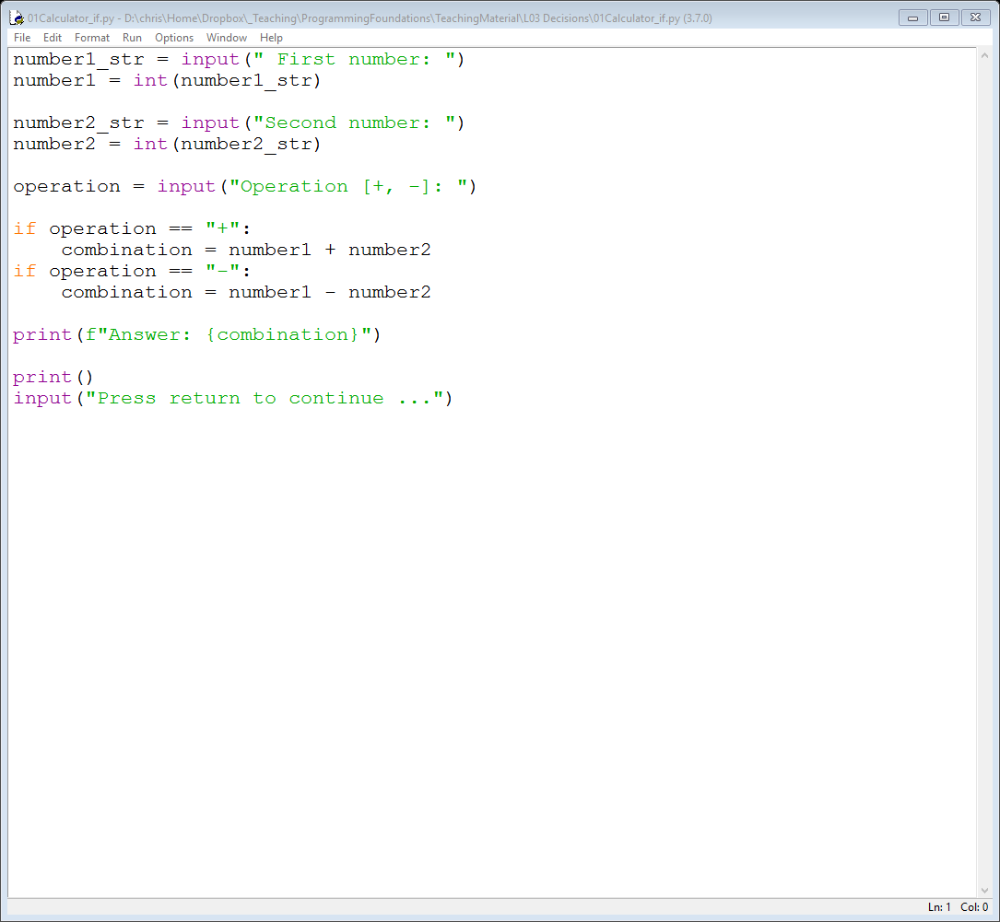 01Calculator_if.py - D:\chris\Home\Dropbox\_Teaching\ProgrammingFoundations\TeachingMaterial\L03 Decisions\01Calculator_if.py (3.7.0)
File Edit Format Run Options Window Help
number1_str = input(" First number: ")
number1 = int(number1_str)
number2_str = input("Second number: ")
number2 = int(number2_str)
operation = input("Operation [+, -]: ")
if operation == "+":
    combination = number1 + number2
if operation == "-":
    combination = number1 - number2
print(f"Answer: {combination}")
print()
input("Press return to continue ...")
Ln: 1 Col: 0